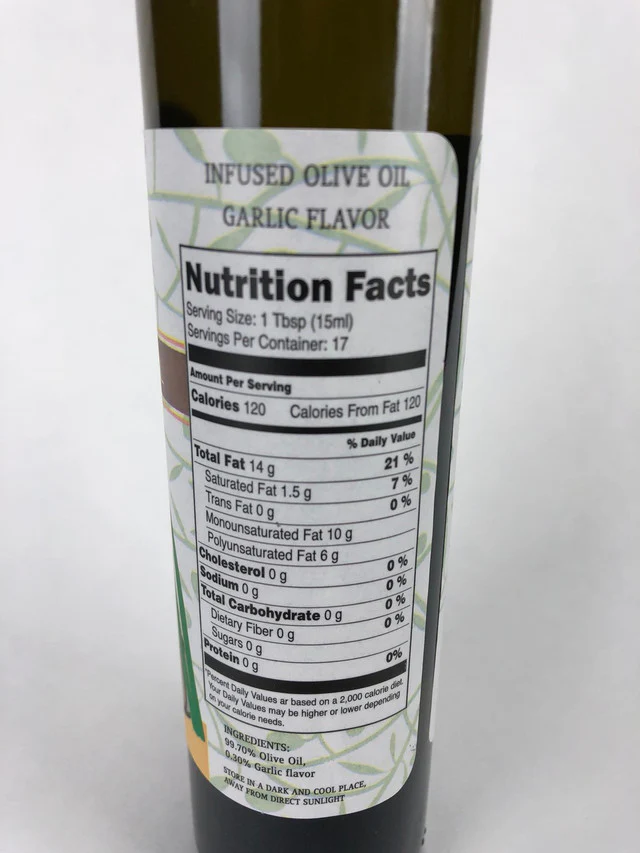 INFUSED OLIVE OIL
GARLIC FLAVOR
Nutrition Facts
Serving Size: 1 Tbsp (15ml)
Servings Per Container: 17
Amount Per Serving
Calories 120 Calories From Fat 120
% Daily Value
Total Fat 14 g 21 %
Saturated Fat 1.5 g 7 %
Trans Fat 0 g 0 %
Monounsaturated Fat 10 g
Polyunsaturated Fat 6 g
Cholesterol 0 g 0 %
Sodium 0 g 0 %
Total Carbohydrate 0 g 0 %
Dietary Fiber 0 g 0 %
Sugars 0 g
Protein 0 g 0%
*Percent Daily Values ar based on a 2,000 calorie diet.
Your Daily Values may be higher or lower depending
on your calorie needs.
INGREDIENTS:
99.70% Olive Oil,
0.30% Garlic flavor
STORE IN A DARK AND COOL PLACE,
AWAY FROM DIRECT SUNLIGHT